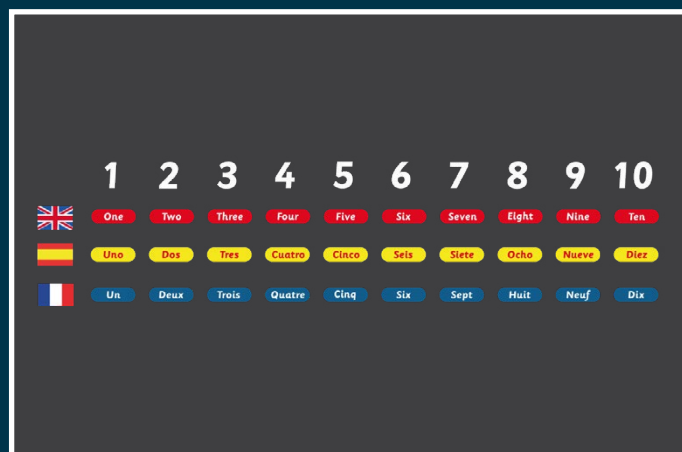 1 2 3 4 5 6 7 8 9 10
One Two Three Four Five Six Seven Eight Nine Ten
Uno Dos Tres Cuatro Cinco Seis Siete Ocho Nueve Diez
Un Deux Trois Quatre Cinq Six Sept Huit Neuf Dix